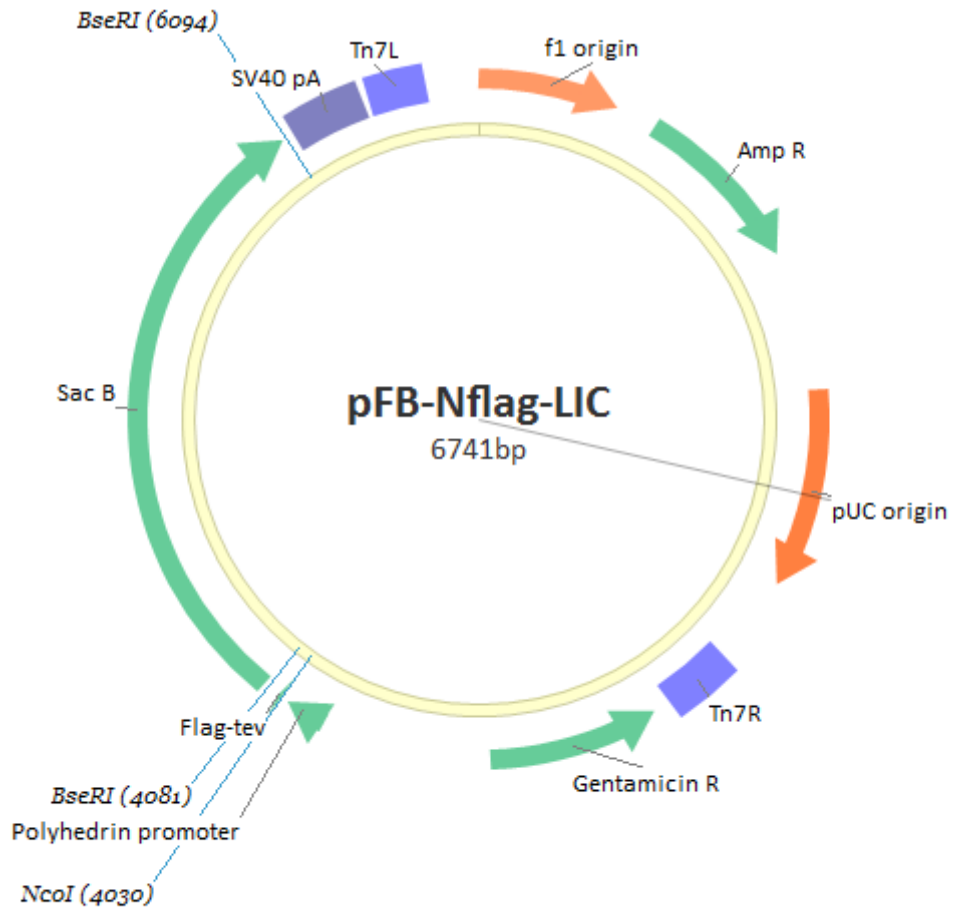 BseRI (6094)
Tn7L
f1 origin
SV40 pA
Amp R
Sac B
pFB-Nflag-LIC
6741bp
pUC origin
Tn7R
Flag-tev
Gentamicin R
BseRI (4081)
Polyhedrin promoter
NcoI (4030)